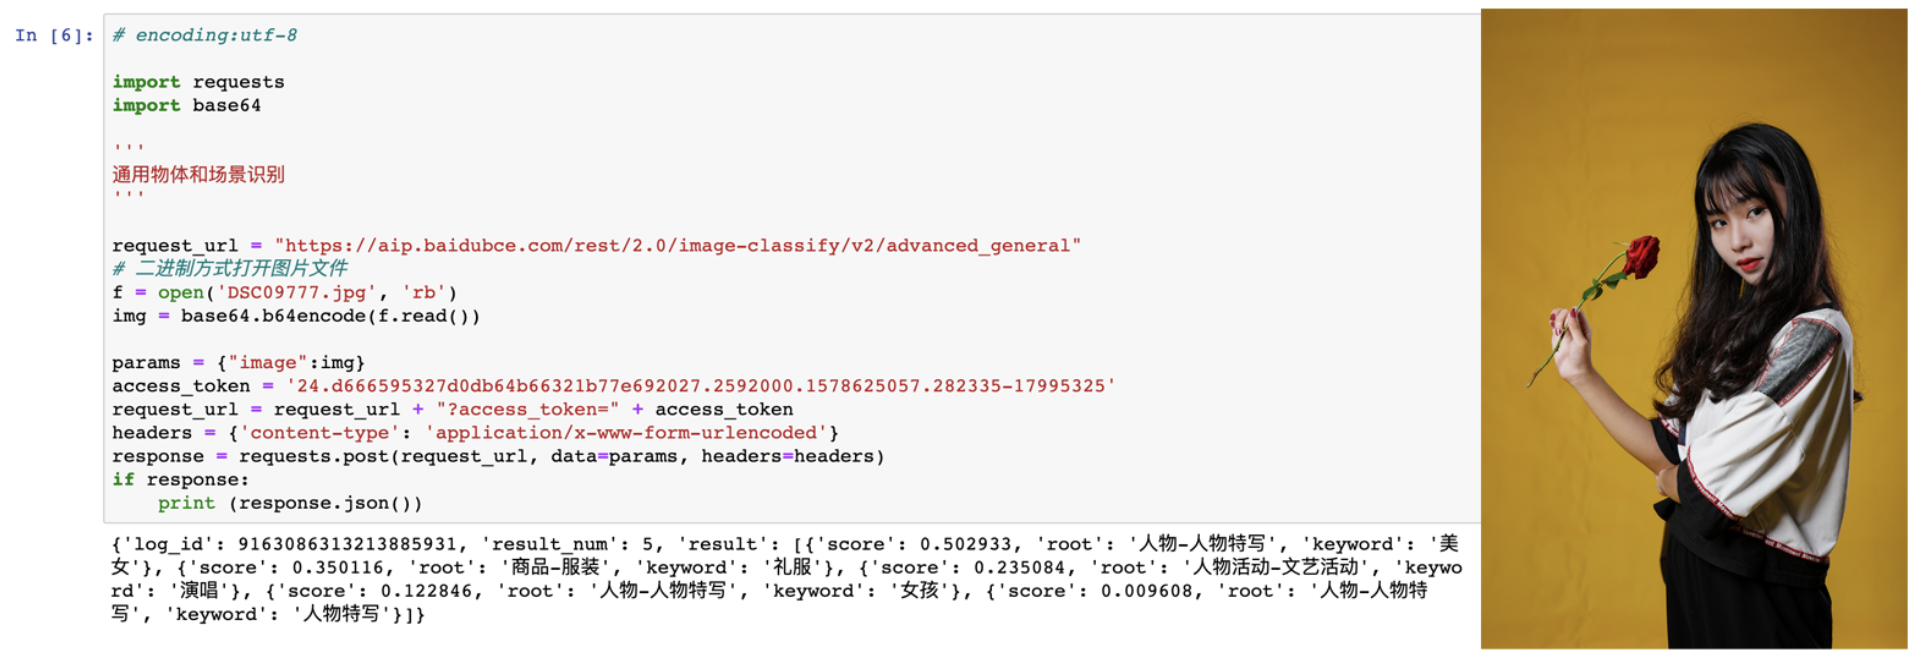 In [6]:
# encoding:utf-8
import requests
import base64
'''
通用物体和场景识别
'''
request_url = "https://aip.baidubce.com/rest/2.0/image-classify/v2/advanced_general"
# 二进制方式打开图片文件
f = open('DSC09777.jpg', 'rb')
img = base64.b64encode(f.read())
params = {"image":img}
access_token = '24.d666595327d0db64b66321b77e692027.2592000.1578625057.282335-17995325'
request_url = request_url + "?access_token=" + access_token
headers = {'content-type': 'application/x-www-form-urlencoded'}
response = requests.post(request_url, data=params, headers=headers)
if response:
    print (response.json())
{'log_id': 9163086313213885931, 'result_num': 5, 'result': [{'score': 0.502933, 'root': '人物-人物特写', 'keyword': '美
女'}, {'score': 0.350116, 'root': '商品-服装', 'keyword': '礼服'}, {'score': 0.235084, 'root': '人物活动-文艺活动', 'keywo
rd': '演唱'}, {'score': 0.122846, 'root': '人物-人物特写', 'keyword': '女孩'}, {'score': 0.009608, 'root': '人物-人物特
写', 'keyword': '人物特写'}]}